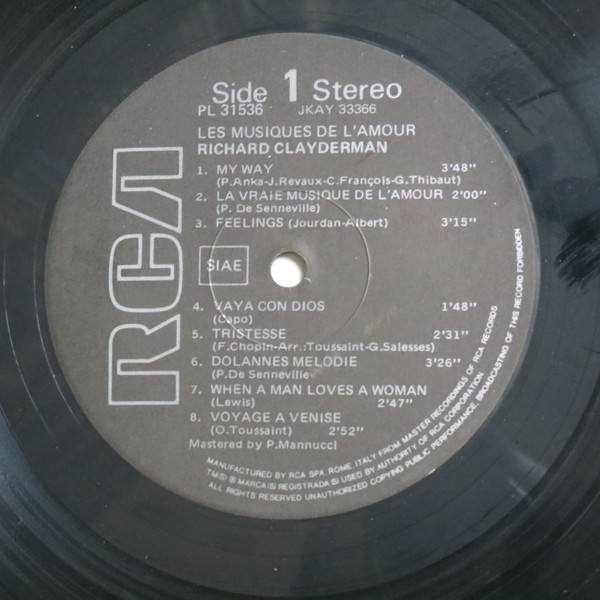 Side 1 Stereo
PL 31536 JKAY 33366
LES MUSIQUES DE L'AMOUR
RICHARD CLAYDERMAN
1. MY WAY 3'48"
(P.Anka-J.Revaux-C.François-G.Thibaut)
2. LA VRAIE MUSIQUE DE L'AMOUR 2'00"
(P. De Senneville)
3. FEELINGS (Jourdan-Albert) 3'15"
RCA
SIAE
4. VAYA CON DIOS 1'48"
(Capo)
5. TRISTESSE 2'31"
(F.Chopin-Arr.:Toussaint-G.Salesses)
6. DOLANNES MELODIE 3'26"
(P.De Senneville
7. WHEN A MAN LOVES A WOMAN
(Lewis) 2'47"
8. VOYAGE A VENISE
(O.Toussaint) 2'52"
Mastered by P.Mannucci
MANUFACTURED BY RCA SPA, ROME, ITALY FROM MASTER RECORDINGS OF RCA RECORDS
TM(S) ® MARCA(S) REGISTRADA(S) USED BY AUTHORITY OF RCA CORPORATION
ALL RIGHTS RESERVED UNAUTHORIZED COPYING PUBLIC PERFORMANCE, BROADCASTING OF THIS RECORD FORBIDDEN